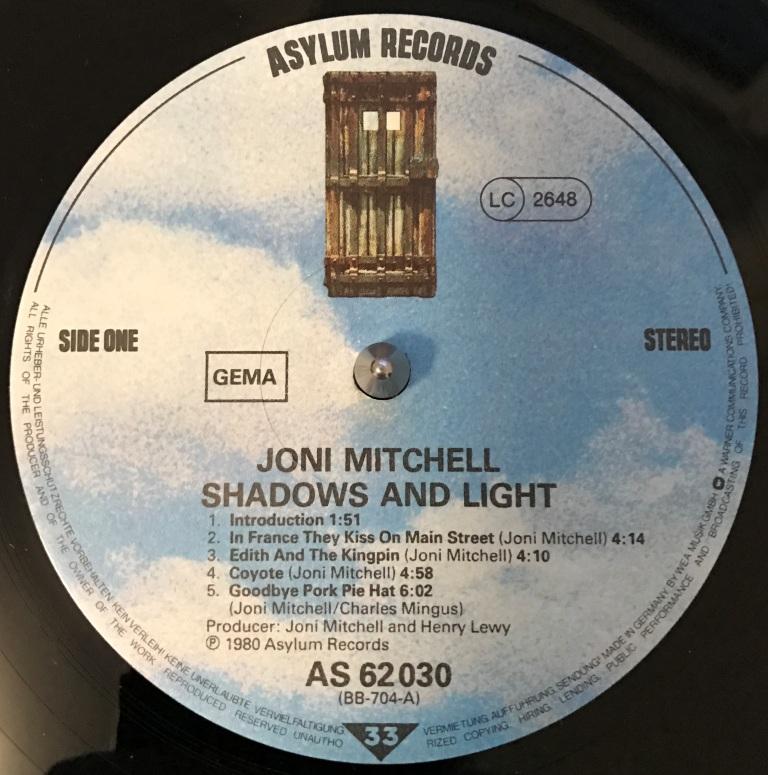 ASYLUM RECORDS
LC 2648
SIDE ONE
STEREO
GEMA
JONI MITCHELL
SHADOWS AND LIGHT
1. Introduction 1:51
2. In France They Kiss On Main Street (Joni Mitchell) 4:14
3. Edith And The Kingpin (Joni Mitchell) 4:10
4. Coyote (Joni Mitchell) 4:58
5. Goodbye Pork Pie Hat 6:02
(Joni Mitchell/Charles Mingus)
Producer: Joni Mitchell and Henry Lewy
℗ 1980 Asylum Records
AS 62030
(BB-704-A)
33
ALLE URHEBER- UND LEISTUNGSSCHUTZRECHTE VORBEHALTEN. KEIN VERLEIH! KEINE UNERLAUBTE VERVIELFÄLTIGUNG, VERMIETUNG, AUFFÜHRUNG, SENDUNG! MADE IN GERMANY BY WEA MUSIK GMBH A WARNER COMMUNICATIONS COMPANY.
ALL RIGHTS OF THE PRODUCER AND OF THE OWNER OF THE WORK REPRODUCED RESERVED UNAUTHORIZED COPYING, HIRING, LENDING, PUBLIC PERFORMANCE AND BROADCASTING OF THIS RECORD PROHIBITED!